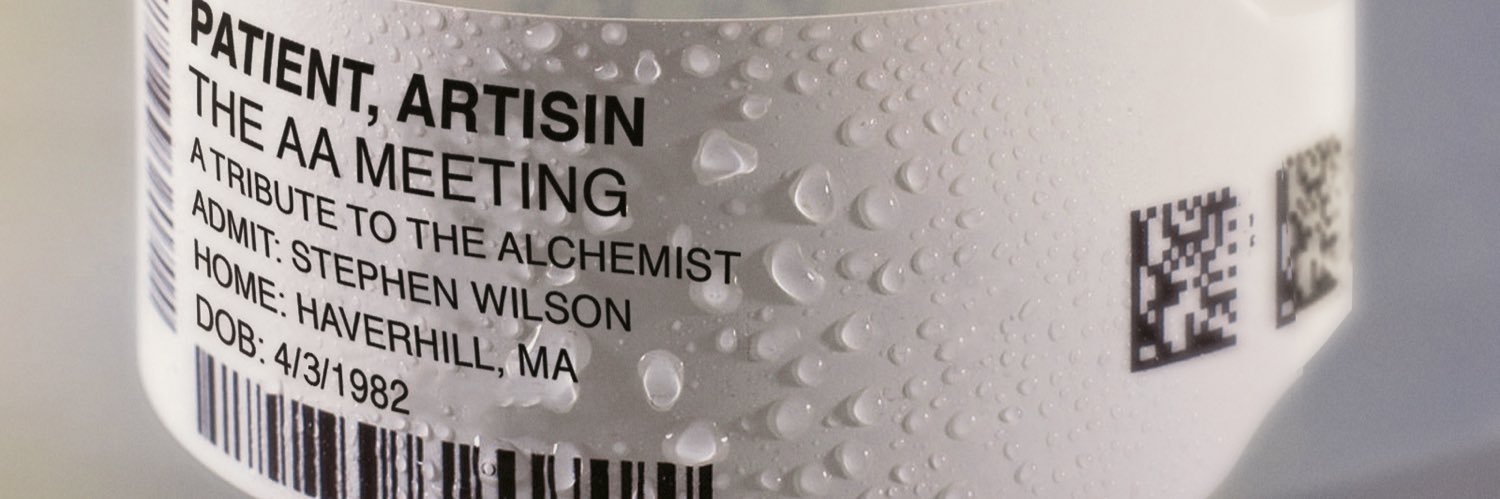 PATIENT, ARTISIN
THE AA MEETING
A TRIBUTE TO THE ALCHEMIST
ADMIT: STEPHEN WILSON
HOME: HAVERHILL, MA
DOB: 4/3/1982